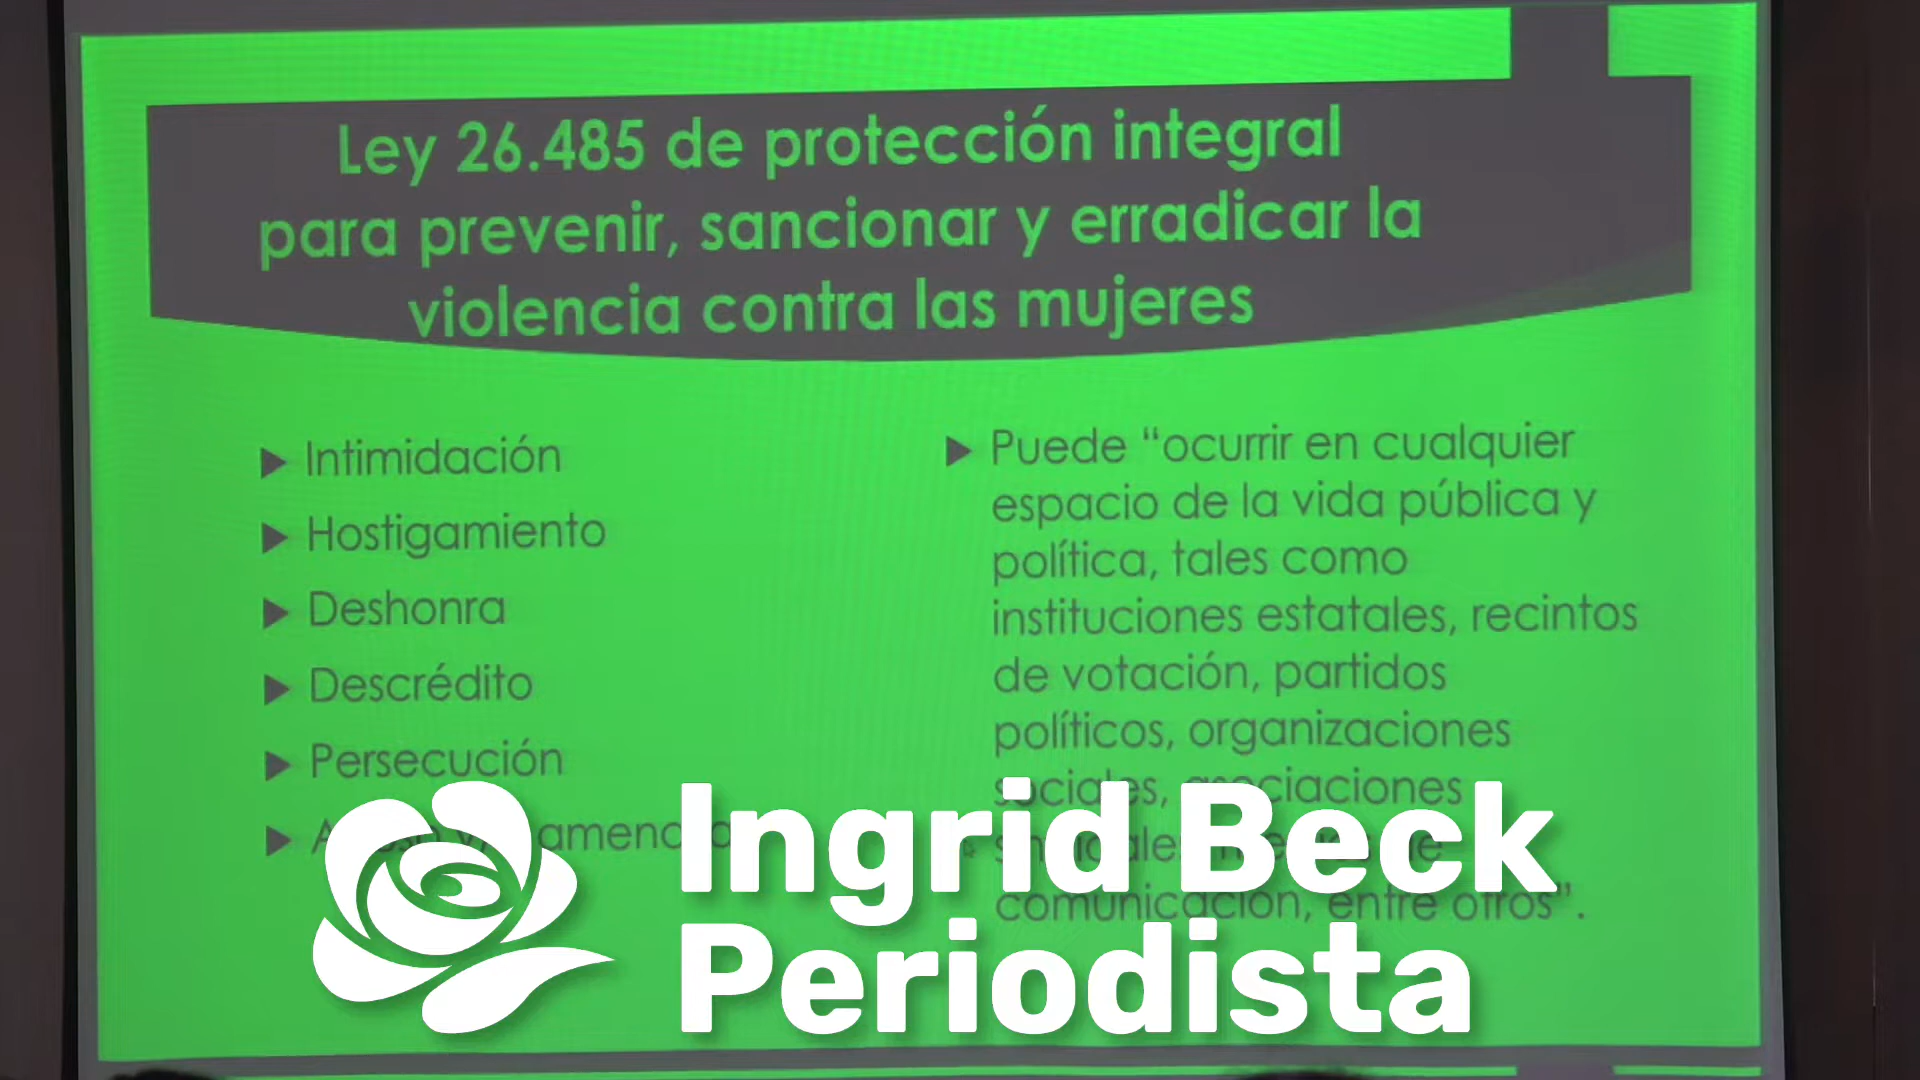 Ley 26.485 de protección integral
para prevenir, sancionar y erradicar la
violencia contra las mujeres
Intimidación
Hostigamiento
Deshonra
Descrédito
Persecución
Puede “ocurrir en cualquier
espacio de la vida pública y
política, tales como
instituciones estatales, recintos
de votación, partidos
políticos, organizaciones
sociales, asociaciones
comunicación, entre otros”.
Ingrid Beck
Periodista